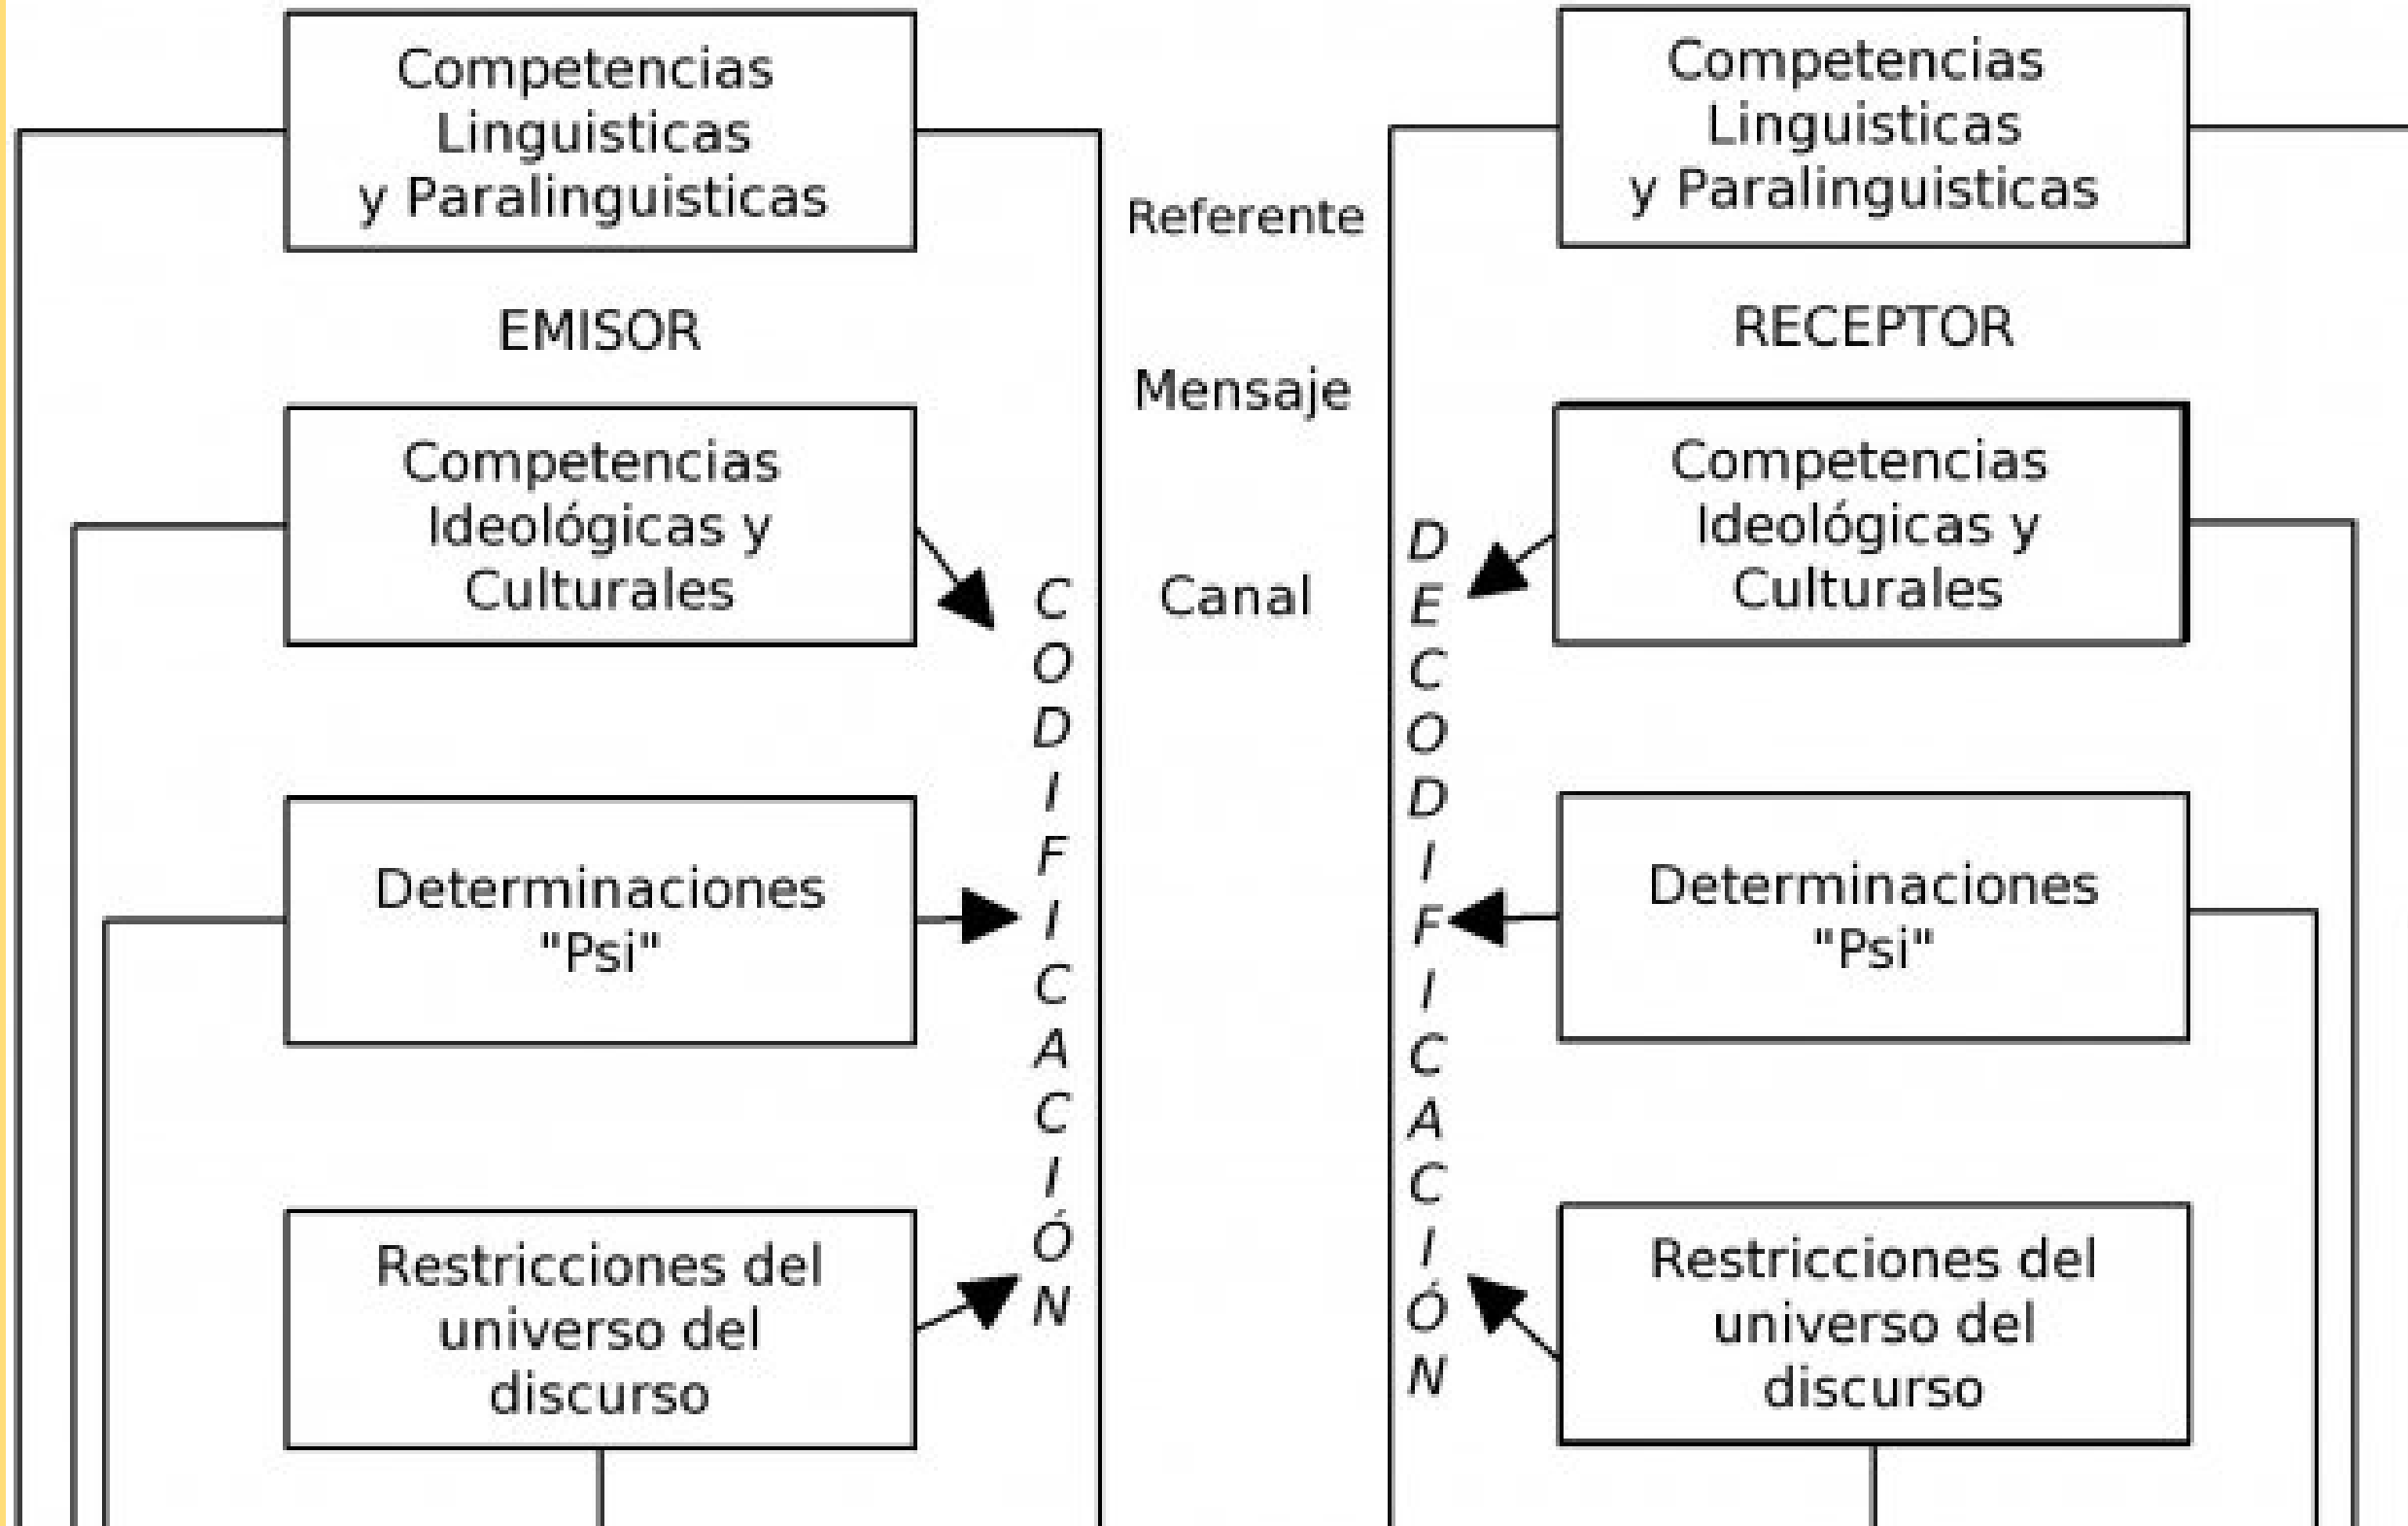 Competencias
Linguisticas
y Paralinguisticas
EMISOR
Competencias
Ideológicas y
Culturales
Determinaciones
"Psi"
Restricciones del
universo del
discurso
CODIFICACIÓN
Referente
Mensaje
Canal
DECODIFICACIÓN
Competencias
Linguisticas
y Paralinguisticas
RECEPTOR
Competencias
Ideológicas y
Culturales
Determinaciones
"Psi"
Restricciones del
universo del
discurso